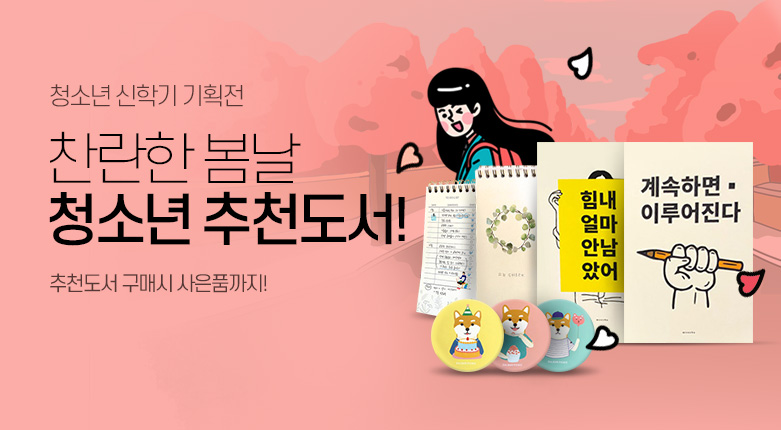 청소년 신학기 기획전
찬란한 봄날
청소년 추천도서!
추천도서 구매시 사은품까지!
힘내
얼마
안남
았어
계속하면
이루어진다